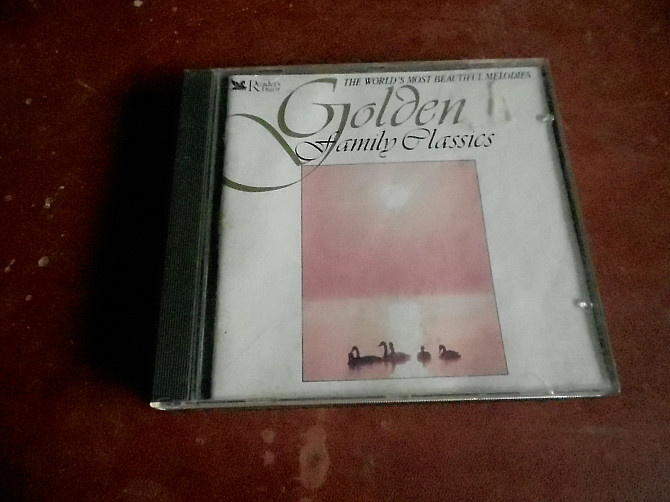 Reader's
Digest
THE WORLD'S MOST BEAUTIFUL MELODIES
Golden
Family Classics